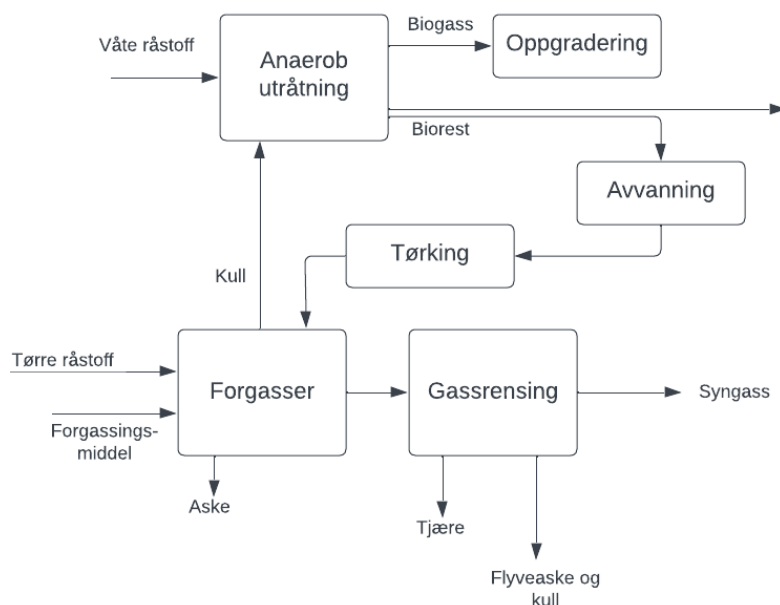 Våte råstoff
Anaerob
utråtning
Biogass
Oppgradering
Biorest
Avvanning
Tørking
Kull
Tørre råstoff
Forgasser
Gassrensing
Syngass
Forgassings-
middel
Aske
Tjære
Flyveaske og
kull